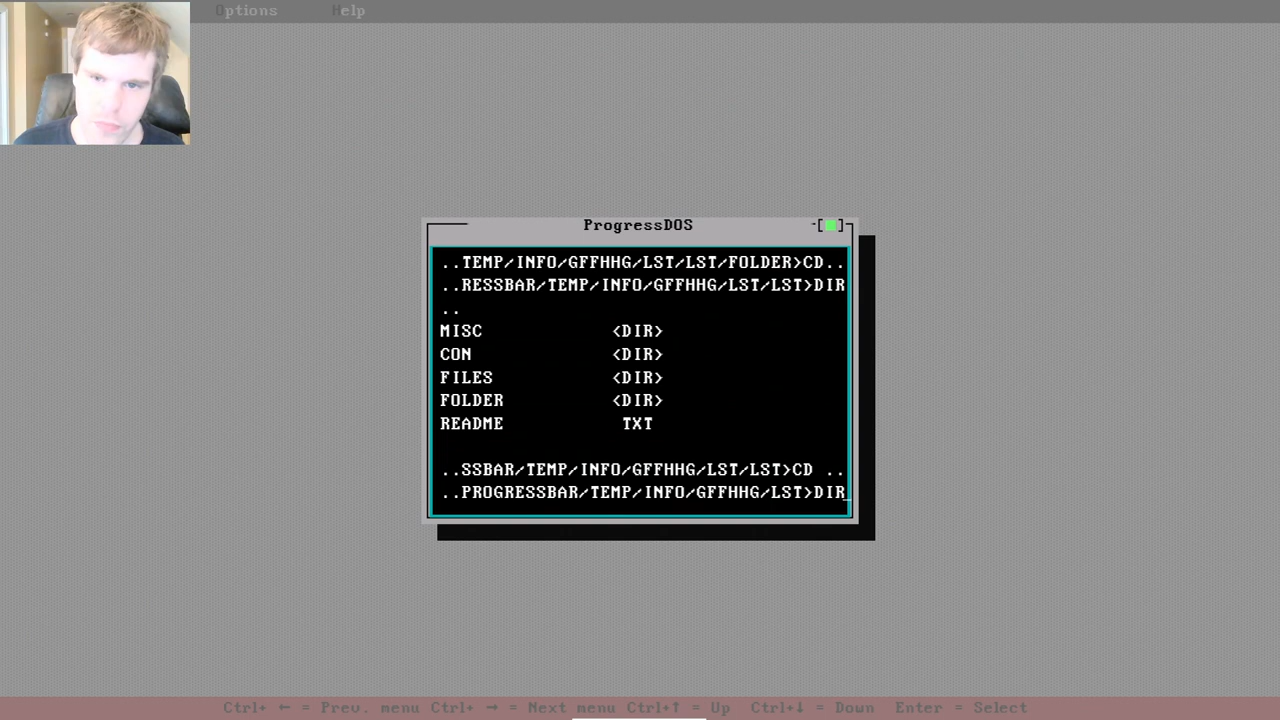 Options Help
ProgressDOS
..TEMP/INFO/GFFHHG/LST/LST/FOLDER>CD..
..RESSBAR/TEMP/INFO/GFFHHG/LST/LST>DIR
..
MISC <DIR>
CON <DIR>
FILES <DIR>
FOLDER <DIR>
README TXT
..SSBAR/TEMP/INFO/GFFHHG/LST/LST>CD ..
..PROGRESSBAR/TEMP/INFO/GFFHHG/LST>DIR_
Ctrl+ ← = Prev. menu Ctrl+ → = Next menu Ctrl+↑ = Up Ctrl+↓ = Down Enter = Select